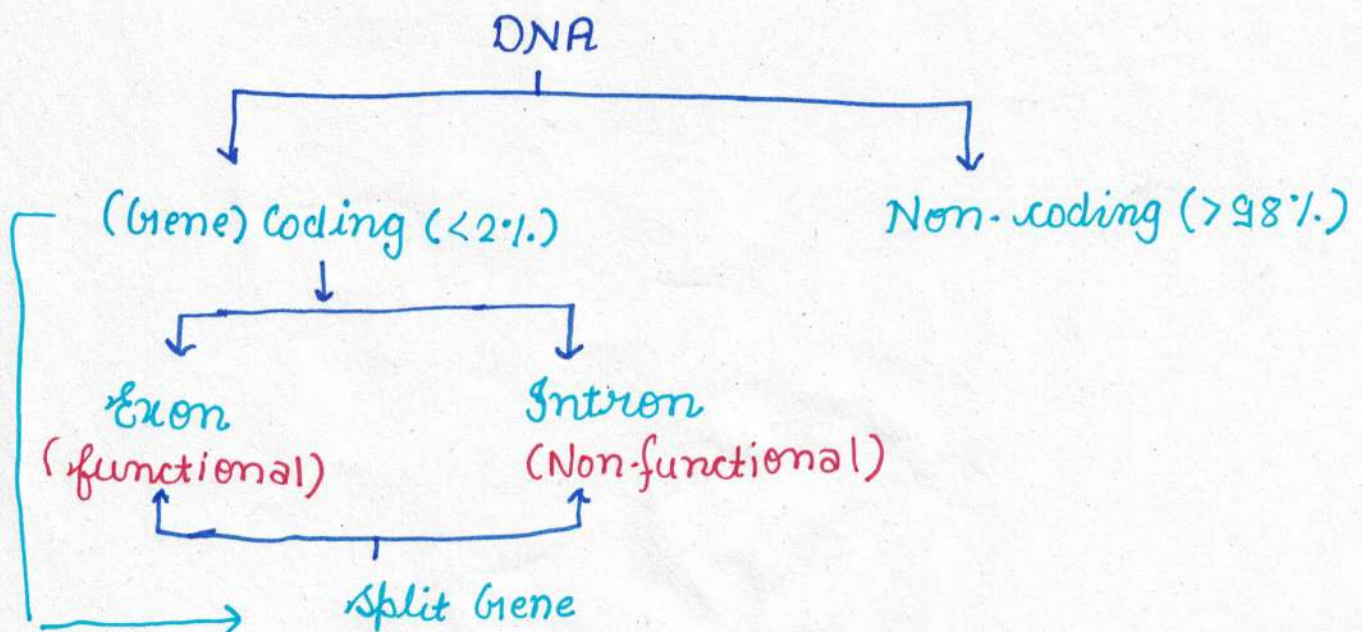 DNA
(Gene) Coding (<2%) Non-coding (>98%)
Exon Intron
(functional) (Non-functional)
Split Gene